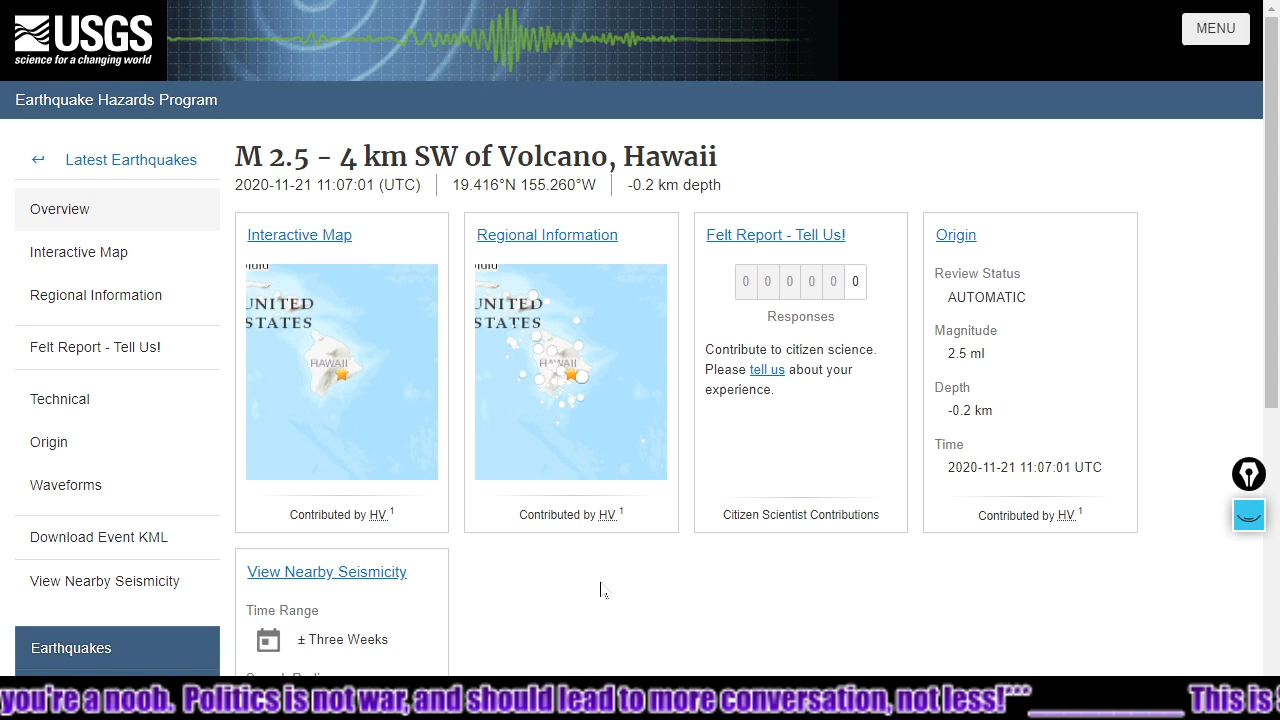 USGS
science for a changing world
MENU
Earthquake Hazards Program
Latest Earthquakes
Overview
Interactive Map
Regional Information
Felt Report - Tell Us!
Technical
Origin
Waveforms
Download Event KML
View Nearby Seismicity
Earthquakes
M 2.5 - 4 km SW of Volcano, Hawaii
2020-11-21 11:07:01 (UTC)
19.416°N 155.260°W
-0.2 km depth
Interactive Map
UNITED
STATES
HAWAII
Contributed by HV 1
Regional Information
UNITED
STATES
HAWAII
Contributed by HV 1
Felt Report - Tell Us!
0 0 0 0 0 0
Responses
Contribute to citizen science.
Please tell us about your
experience.
Citizen Scientist Contributions
Origin
Review Status
AUTOMATIC
Magnitude
2.5 ml
Depth
-0.2 km
Time
2020-11-21 11:07:01 UTC
Contributed by HV 1
View Nearby Seismicity
Time Range
± Three Weeks
you're a noob. Politics is not war, and should lead to more conversation, not less!*** ____________ This is